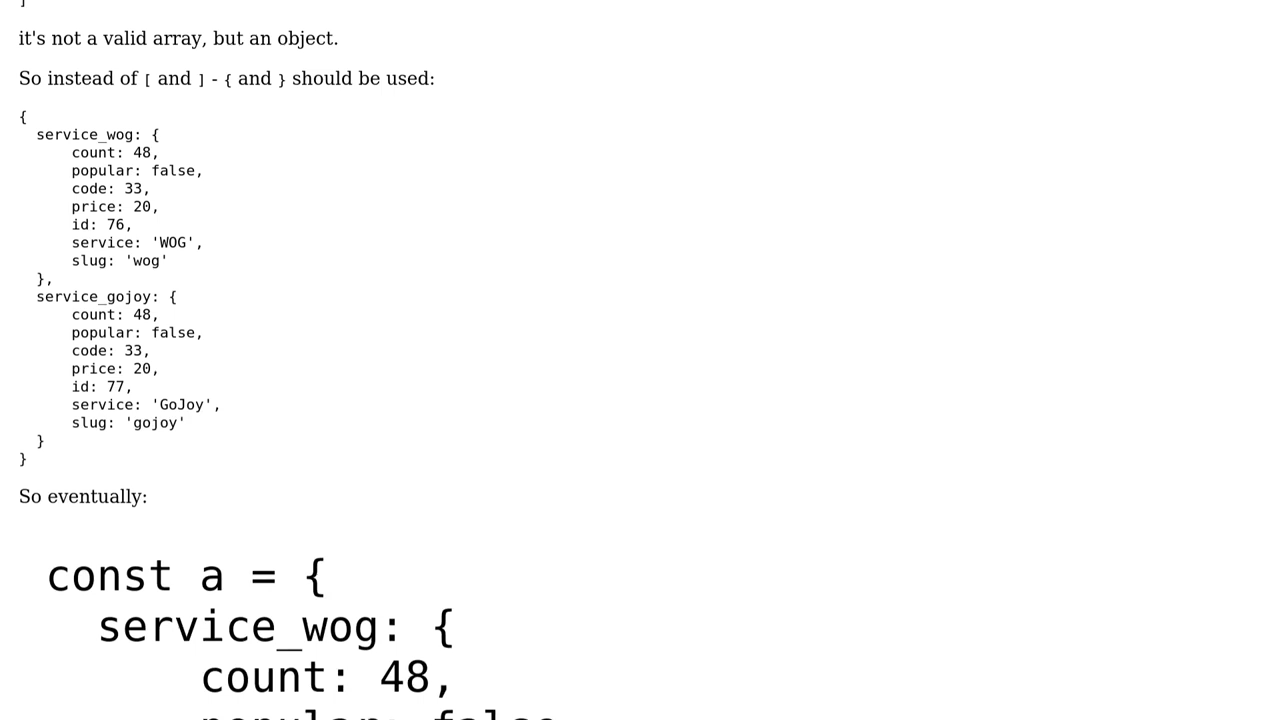 ]
it's not a valid array, but an object.
So instead of [ and ] - { and } should be used:
{
  service_wog: {
      count: 48,
      popular: false,
      code: 33,
      price: 20,
      id: 76,
      service: 'WOG',
      slug: 'wog'
  },
  service_gojoy: {
      count: 48,
      popular: false,
      code: 33,
      price: 20,
      id: 77,
      service: 'GoJoy',
      slug: 'gojoy'
  }
}
So eventually:
const a = {
  service_wog: {
      count: 48,
      popular: false